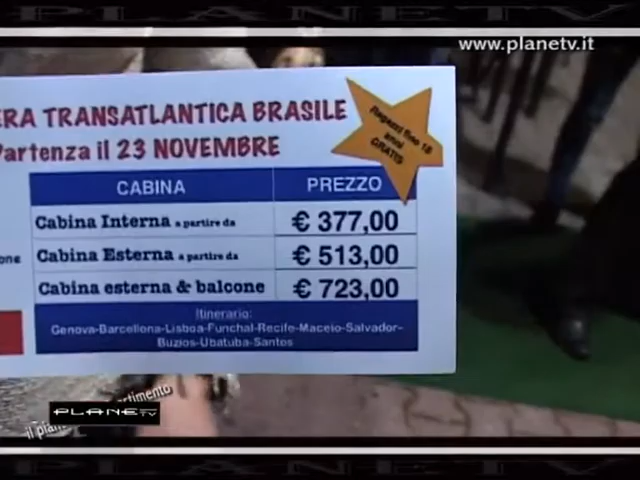 PLANETV
www.planetv.it
ERA TRANSATLANTICA BRASILE
Partenza il 23 NOVEMBRE
Ragazzi fino 18
anni
GRATIS
CABINA PREZZO
Cabina Interna a partire da € 377,00
Cabina Esterna a partire da € 513,00
Cabina esterna & balcone € 723,00
Itinerario:
Genova-Barcellona-Lisboa-Funchal-Recife-Maceio-Salvador-
Buzios-Ubatuba-Santos
PLANETV